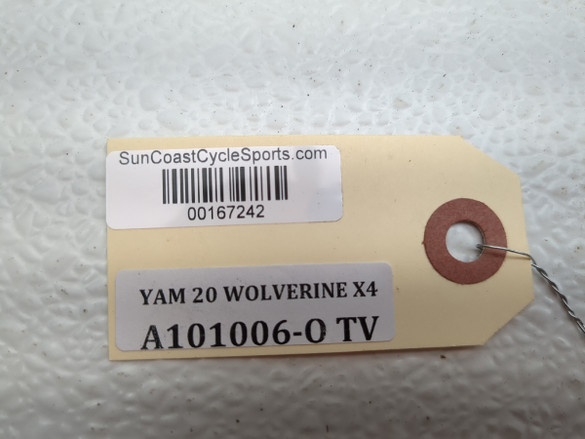 SunCoastCycleSports.com
00167242
YAM 20 WOLVERINE X4
A101006-O TV